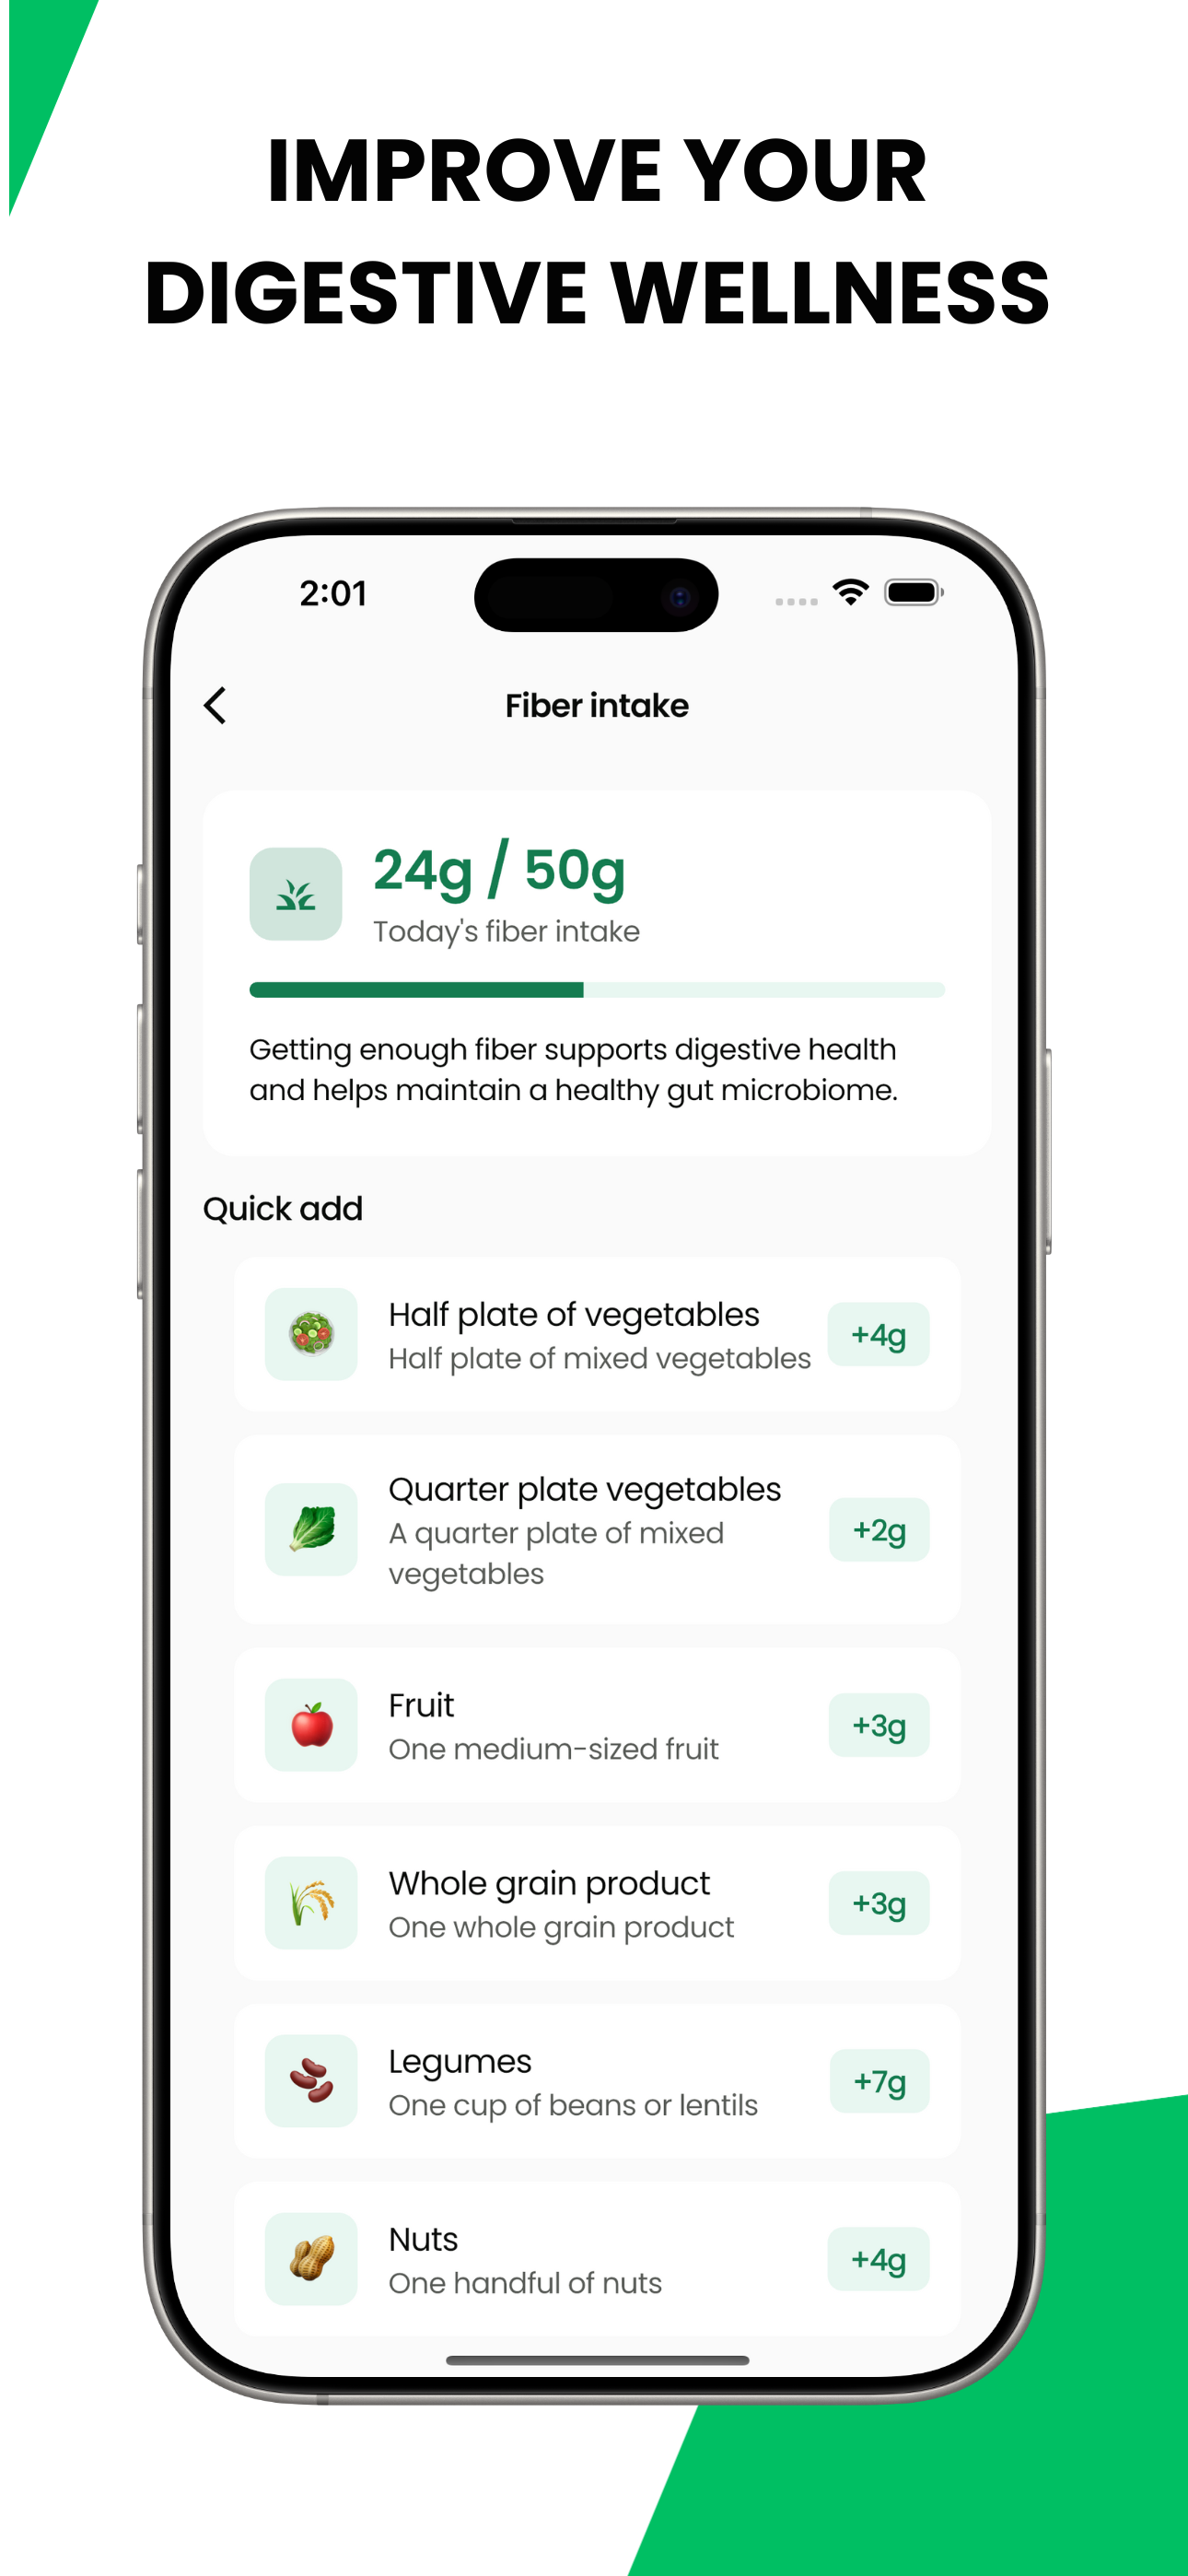 IMPROVE YOUR
DIGESTIVE WELLNESS
2:01
Fiber intake
24g / 50g
Today's fiber intake
Getting enough fiber supports digestive health
and helps maintain a healthy gut microbiome.
Quick add
Half plate of vegetables
Half plate of mixed vegetables
+4g
Quarter plate vegetables
A quarter plate of mixed
vegetables
+2g
Fruit
One medium-sized fruit
+3g
Whole grain product
One whole grain product
+3g
Legumes
One cup of beans or lentils
+7g
Nuts
One handful of nuts
+4g